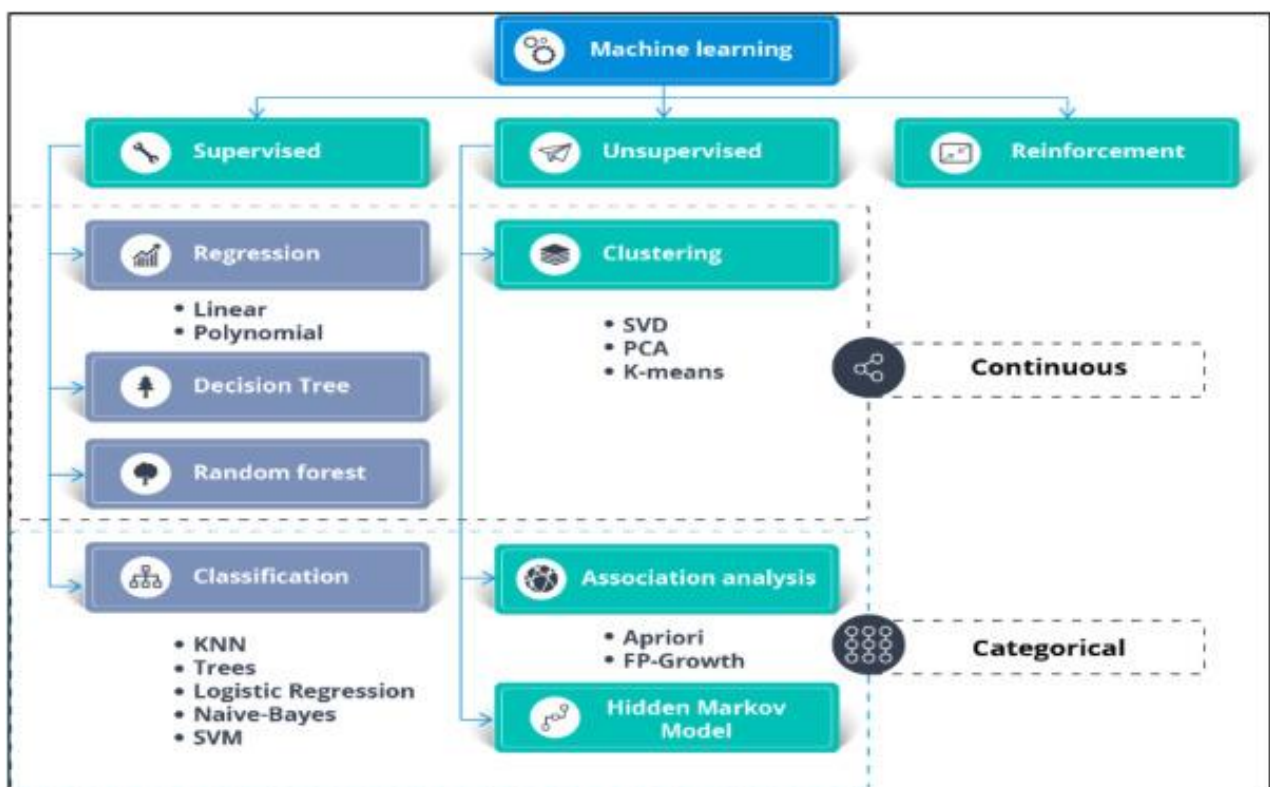 Machine learning
Supervised
Unsupervised
Reinforcement
Regression
• Linear
• Polynomial
Decision Tree
Random forest
Clustering
• SVD
• PCA
• K-means
Continuous
Classification
• KNN
• Trees
• Logistic Regression
• Naive-Bayes
• SVM
Association analysis
• Apriori
• FP-Growth
Hidden Markov
Model
Categorical